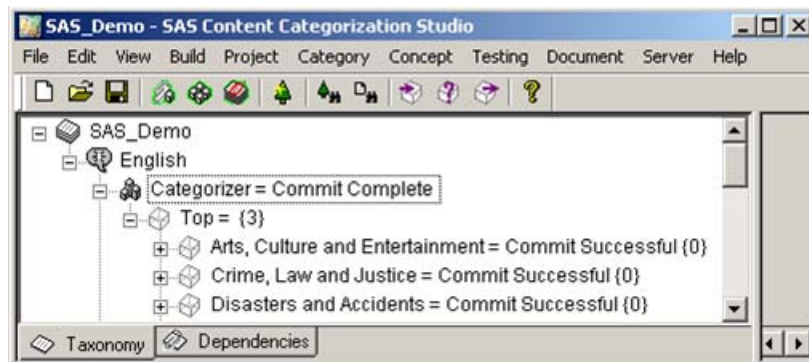 SAS_Demo - SAS Content Categorization Studio
File Edit View Build Project Category Concept Testing Document Server Help
SAS_Demo
English
Categorizer = Commit Complete
Top = {3}
Arts, Culture and Entertainment = Commit Successful {0}
Crime, Law and Justice = Commit Successful {0}
Disasters and Accidents = Commit Successful {0}
Taxonomy Dependencies